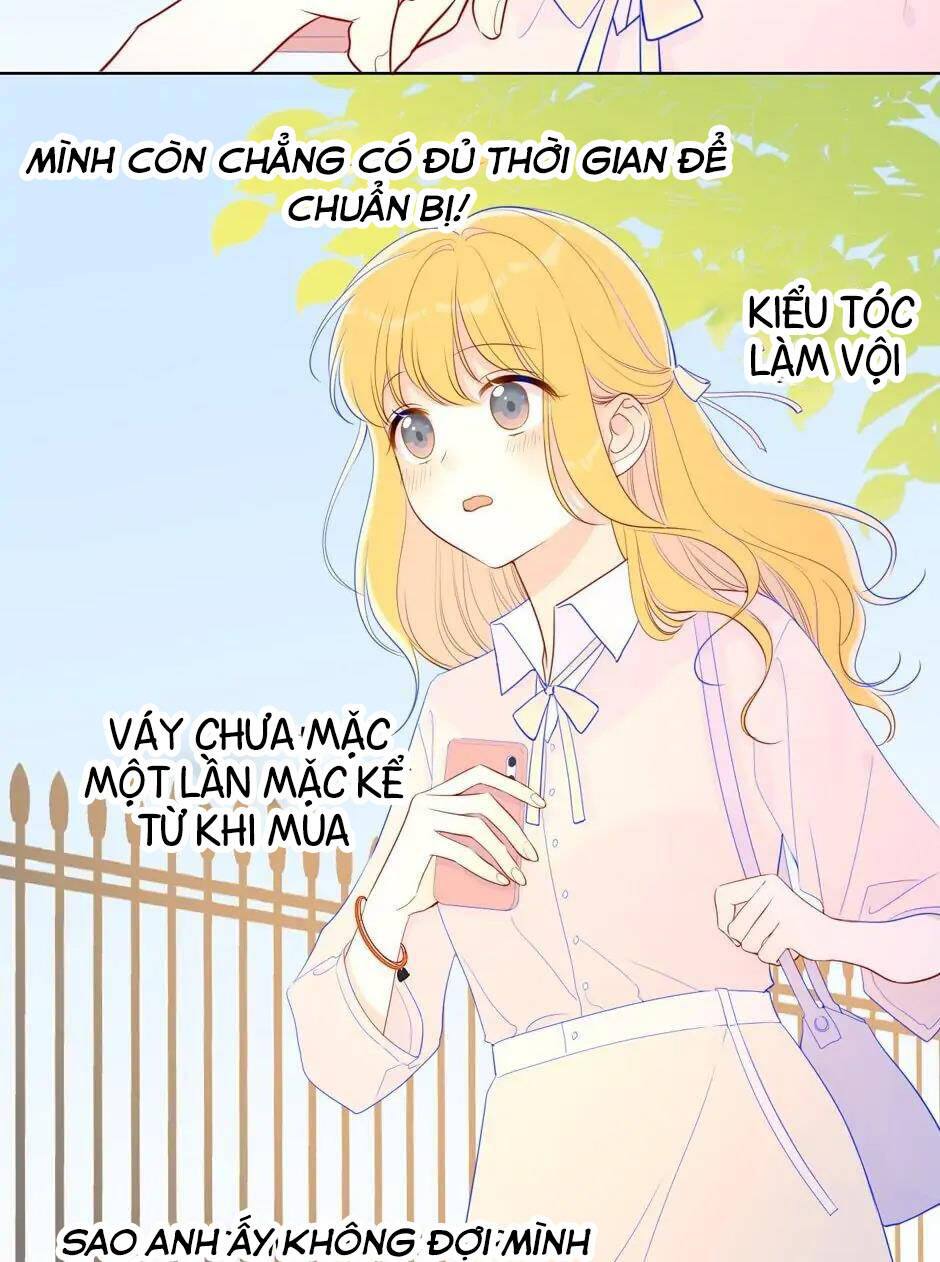 MÌNH CÒN CHẲNG CÓ ĐỦ THỜI GIAN ĐỂ
CHUẨN BỊ!
KIỂU TÓC
LÀM VỘI
VÁY CHƯA MẶC
MỘT LẦN MẶC KỂ
TỪ KHI MUA
SAO ANH ẤY KHÔNG ĐỢI MÌNH